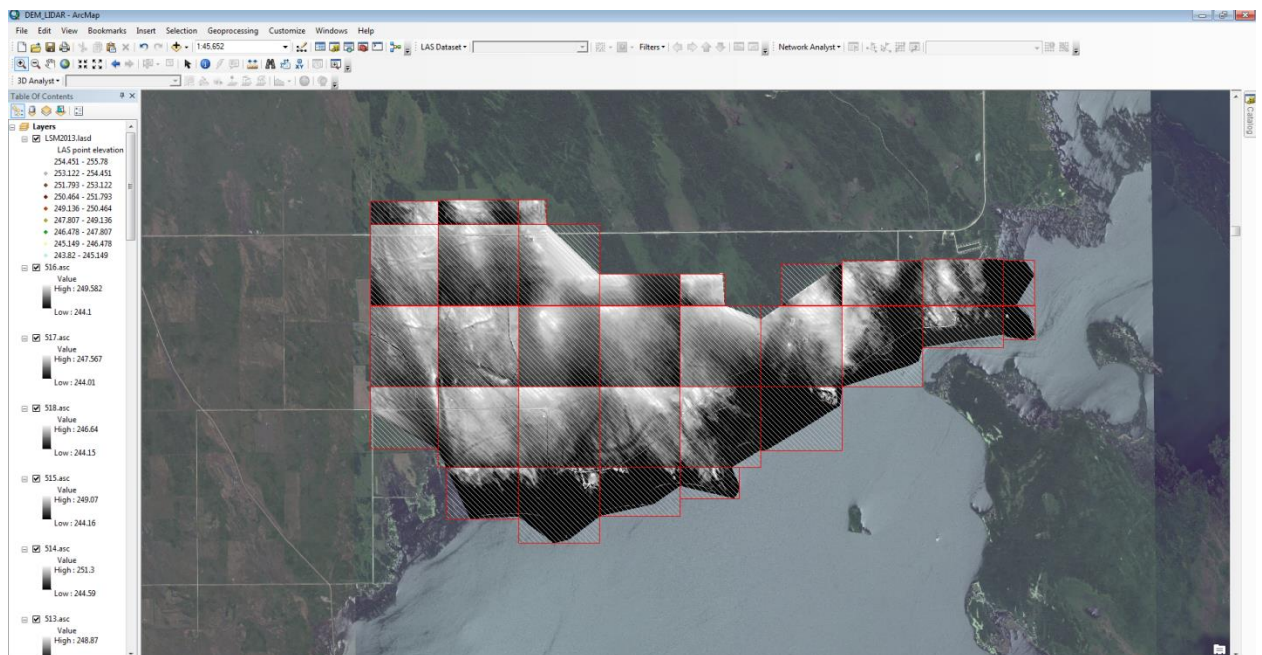 DEM_LIDAR - ArcMap
File Edit View Bookmarks Insert Selection Geoprocessing Customize Windows Help
1:45,652
LAS Dataset
Filters
Network Analyst
3D Analyst
Table Of Contents
Catalog
Layers
LSM2013.lasd
LAS point elevation
254.451 - 255.78
253.122 - 254.451
251.793 - 253.122
250.464 - 251.793
249.136 - 250.464
247.807 - 249.136
246.478 - 247.807
245.149 - 246.478
243.82 - 245.149
516.asc
Value
High : 249.582
Low : 244.1
517.asc
Value
High : 247.567
Low : 244.01
518.asc
Value
High : 246.64
Low : 244.15
515.asc
Value
High : 249.07
Low : 244.16
514.asc
Value
High : 251.3
Low : 244.59
513.asc
Value
High : 248.87